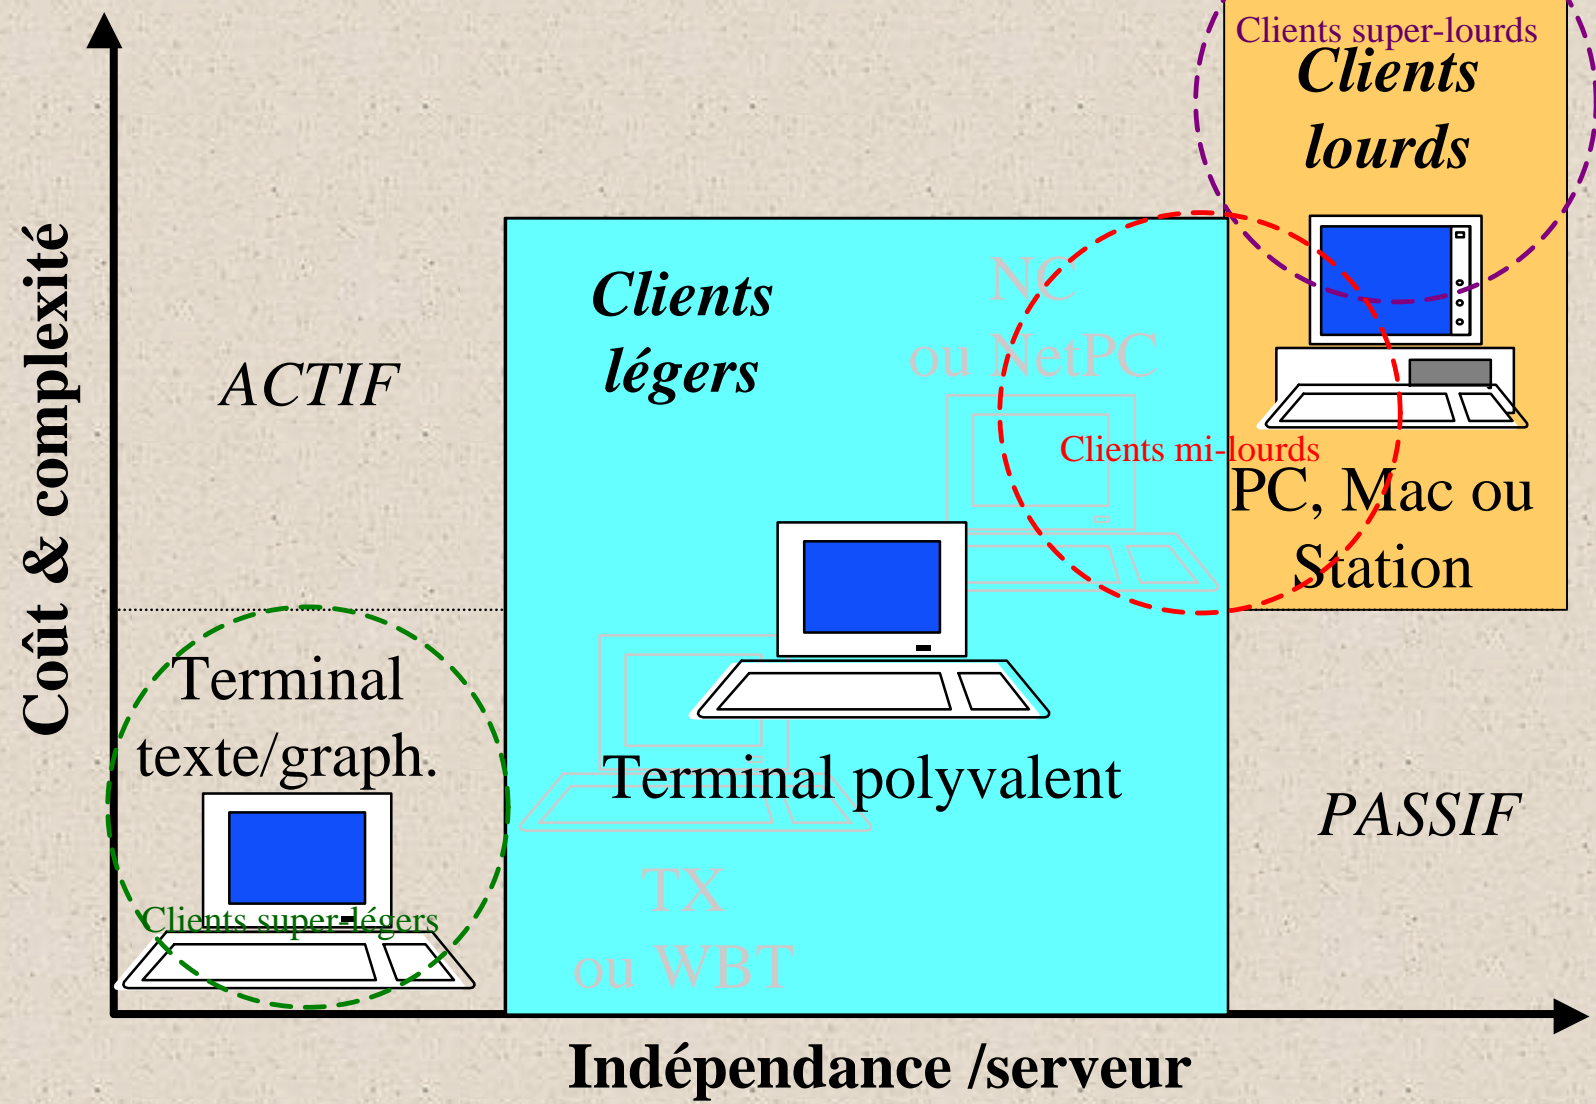 Clients super-lourds
Clients
lourds
Coût & complexité
Clients
légers
NC
ou NetPC
ACTIF
Clients mi-lourds
PC, Mac ou
Station
Terminal
texte/graph.
Terminal polyvalent
PASSIF
Clients super-légers
TX
ou WBT
Indépendance /serveur